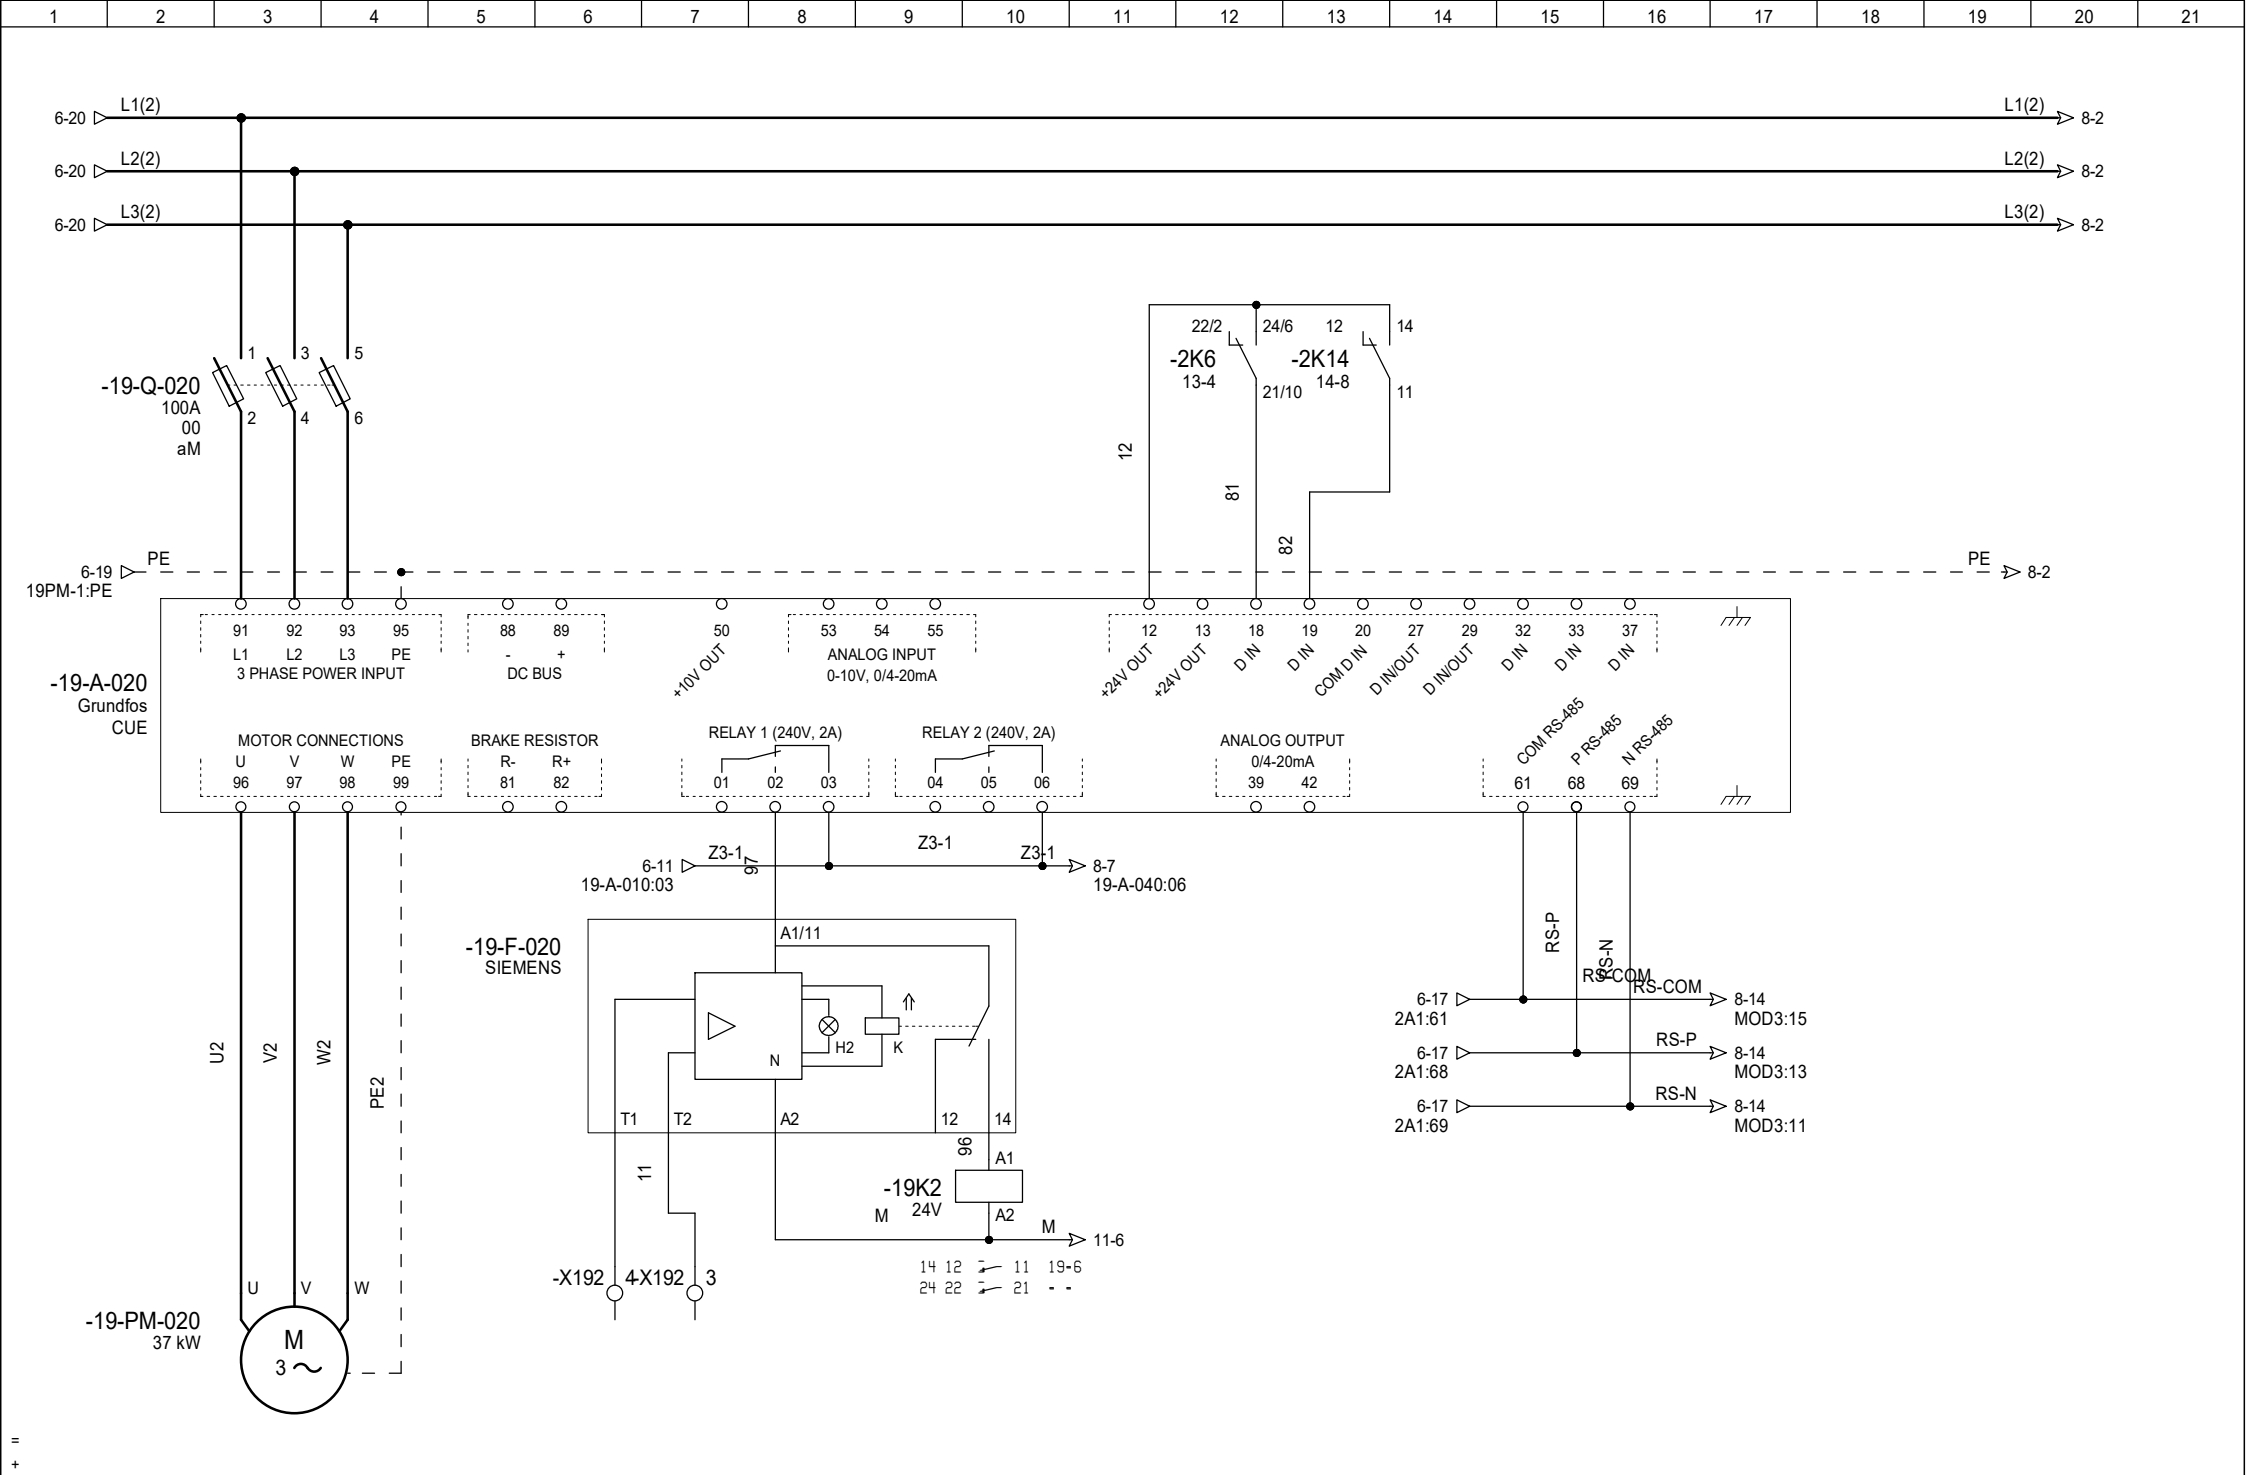 1 2 3 4 5 6 7 8 9 10 11 12 13 14 15 16 17 18 19 20 21
L1(2) L1(2)
6-20 8-2
L2(2) L2(2)
6-20 8-2
L3(2) L3(2)
6-20 8-2
22/2 24/6 12 14
-2K6 -2K14
13-4 14-8
21/10 11
1 3 5
-19-Q-020
100A
2 4 6
00
aM
12
81
82
PE PE
6-19 8-2
19PM-1:PE
91 92 93 95 88 89 50 53 54 55 12 13 18 19 20 27 29 32 33 37
L1 L2 L3 PE - + +10V OUT ANALOG INPUT +24V OUT +24V OUT D IN D IN COM D IN D IN/OUT D IN/OUT D IN D IN D IN
3 PHASE POWER INPUT DC BUS 0-10V, 0/4-20mA
-19-A-020
Grundfos
CUE
MOTOR CONNECTIONS BRAKE RESISTOR RELAY 1 (240V, 2A) RELAY 2 (240V, 2A) ANALOG OUTPUT COM RS-485 P RS-485 N RS-485
U V W PE R- R+ 0/4-20mA
96 97 98 99 81 82 01 02 03 04 05 06 39 42 61 68 69
Z3-1 97 Z3-1 Z3-1
6-11 8-7
19-A-010:03 19-A-040:06
-19-F-020
SIEMENS
A1/11
RS-P
RS-N
RS-COM
RS-COM
6-17 8-14
2A1:61 MOD3:15
H2 K
N
U2 V2 W2 PE2
RS-P
6-17 8-14
2A1:68 MOD3:13
RS-N
6-17 8-14
2A1:69 MOD3:11
T1 T2 A2 12 14
11
96
A1
-19K2
24V
M
A2
M
11-6
14 12 11 19-6
24 22 21 - -
-X192 4 -X192 3
U V W
-19-PM-020
37 kW
M
3
=
+